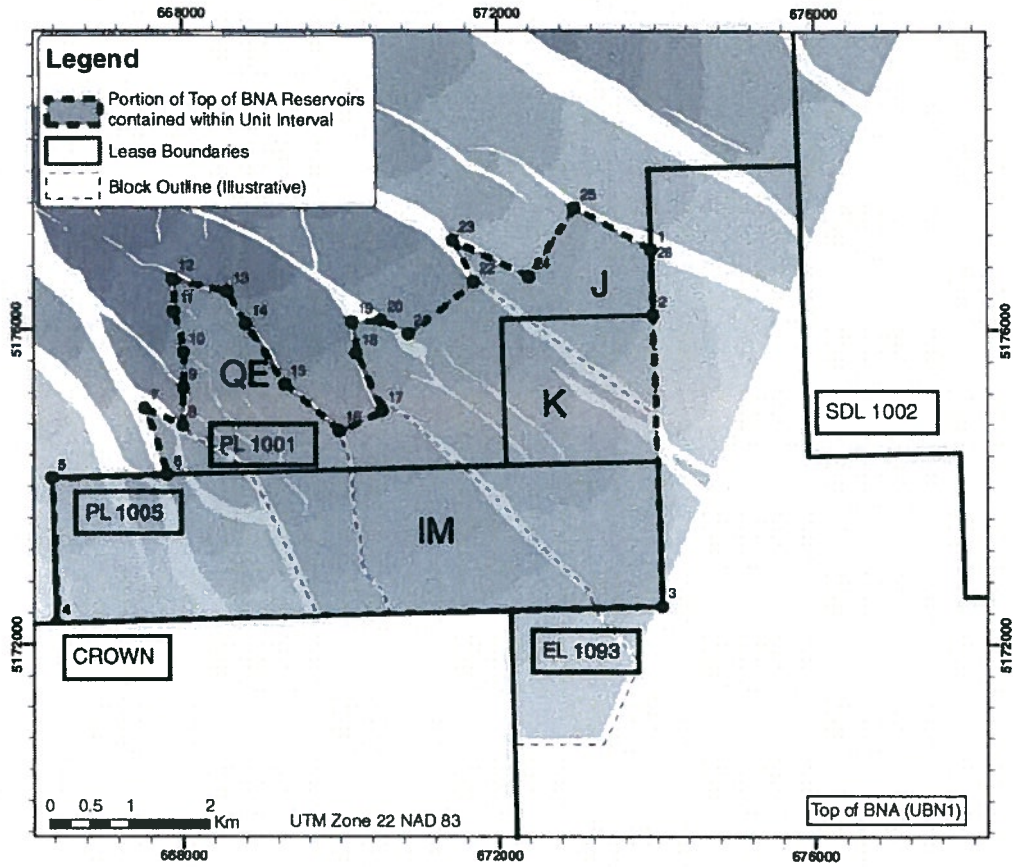 668000
672000
676000
Legend
Portion of Top of BNA Reservoirs
contained within Unit Interval
Lease Boundaries
Block Outline (Illustrative)
25
23
1
26
22
24
12
13
J
11
14
19
20
2
5176000
5176000
10
18
QE
15
9
K
17
7
8
16
SDL 1002
PL 1001
5
6
PL 1005
IM
3
4
CROWN
EL 1093
5172000
5172000
0 0.5 1 2
Km
UTM Zone 22 NAD 83
Top of BNA (UBN1)
668000
672000
676000